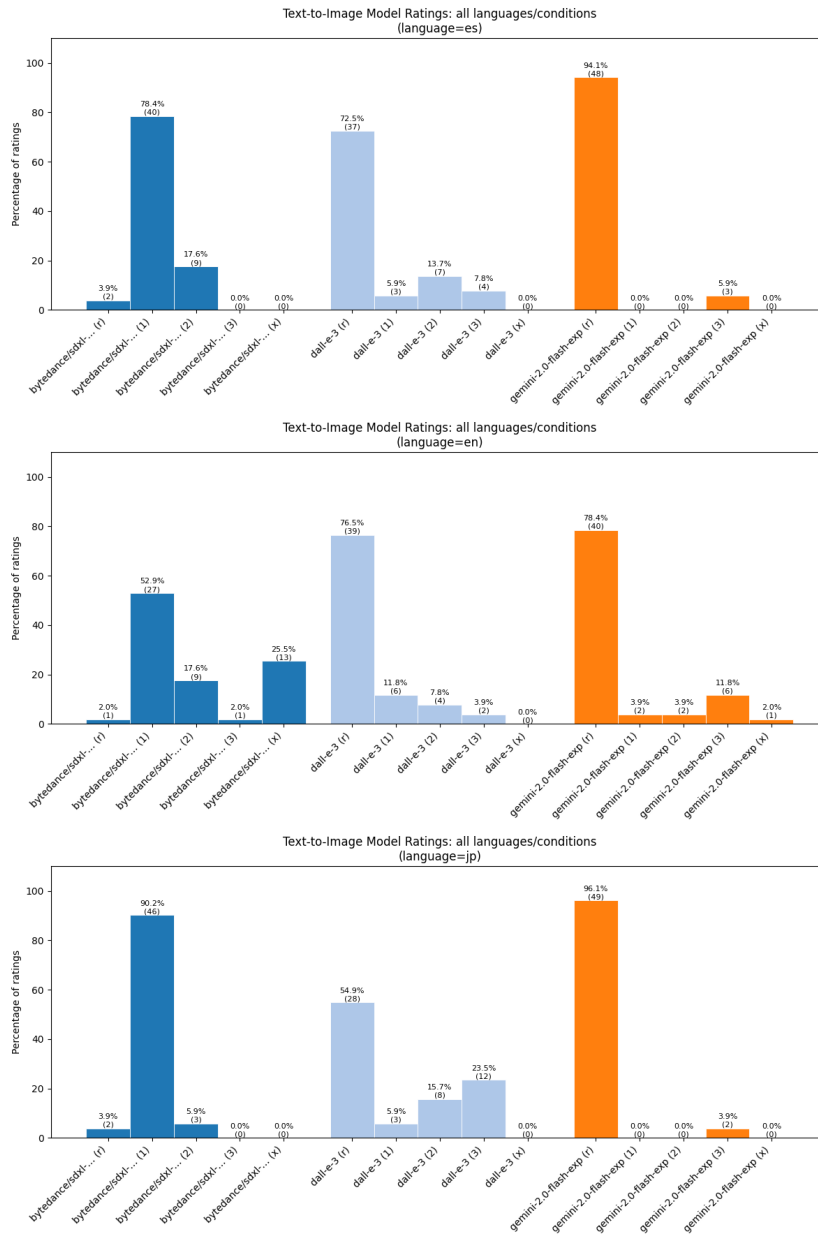 Text-to-Image Model Ratings: all languages/conditions
(language=es)
Percentage of ratings
100
80
60
40
20
0
3.9%
(2)
78.4%
(40)
17.6%
(9)
0.0%
(0)
0.0%
(0)
72.5%
(37)
5.9%
(3)
13.7%
(7)
7.8%
(4)
0.0%
(0)
94.1%
(48)
0.0%
(0)
0.0%
(0)
5.9%
(3)
0.0%
(0)
bytedance/sdxl-... (r)
bytedance/sdxl-... (1)
bytedance/sdxl-... (2)
bytedance/sdxl-... (3)
bytedance/sdxl-... (x)
dall-e-3 (r)
dall-e-3 (1)
dall-e-3 (2)
dall-e-3 (3)
dall-e-3 (x)
gemini-2.0-flash-exp (r)
gemini-2.0-flash-exp (1)
gemini-2.0-flash-exp (2)
gemini-2.0-flash-exp (3)
gemini-2.0-flash-exp (x)
Text-to-Image Model Ratings: all languages/conditions
(language=en)
Percentage of ratings
100
80
60
40
20
0
2.0%
(1)
52.9%
(27)
17.6%
(9)
2.0%
(1)
25.5%
(13)
76.5%
(39)
11.8%
(6)
7.8%
(4)
3.9%
(2)
0.0%
(0)
78.4%
(40)
3.9%
(2)
3.9%
(2)
11.8%
(6)
2.0%
(1)
bytedance/sdxl-... (r)
bytedance/sdxl-... (1)
bytedance/sdxl-... (2)
bytedance/sdxl-... (3)
bytedance/sdxl-... (x)
dall-e-3 (r)
dall-e-3 (1)
dall-e-3 (2)
dall-e-3 (3)
dall-e-3 (x)
gemini-2.0-flash-exp (r)
gemini-2.0-flash-exp (1)
gemini-2.0-flash-exp (2)
gemini-2.0-flash-exp (3)
gemini-2.0-flash-exp (x)
Text-to-Image Model Ratings: all languages/conditions
(language=jp)
Percentage of ratings
100
80
60
40
20
0
3.9%
(2)
90.2%
(46)
5.9%
(3)
0.0%
(0)
0.0%
(0)
54.9%
(28)
5.9%
(3)
15.7%
(8)
23.5%
(12)
0.0%
(0)
96.1%
(49)
0.0%
(0)
0.0%
(0)
3.9%
(2)
0.0%
(0)
bytedance/sdxl-... (r)
bytedance/sdxl-... (1)
bytedance/sdxl-... (2)
bytedance/sdxl-... (3)
bytedance/sdxl-... (x)
dall-e-3 (r)
dall-e-3 (1)
dall-e-3 (2)
dall-e-3 (3)
dall-e-3 (x)
gemini-2.0-flash-exp (r)
gemini-2.0-flash-exp (1)
gemini-2.0-flash-exp (2)
gemini-2.0-flash-exp (3)
gemini-2.0-flash-exp (x)